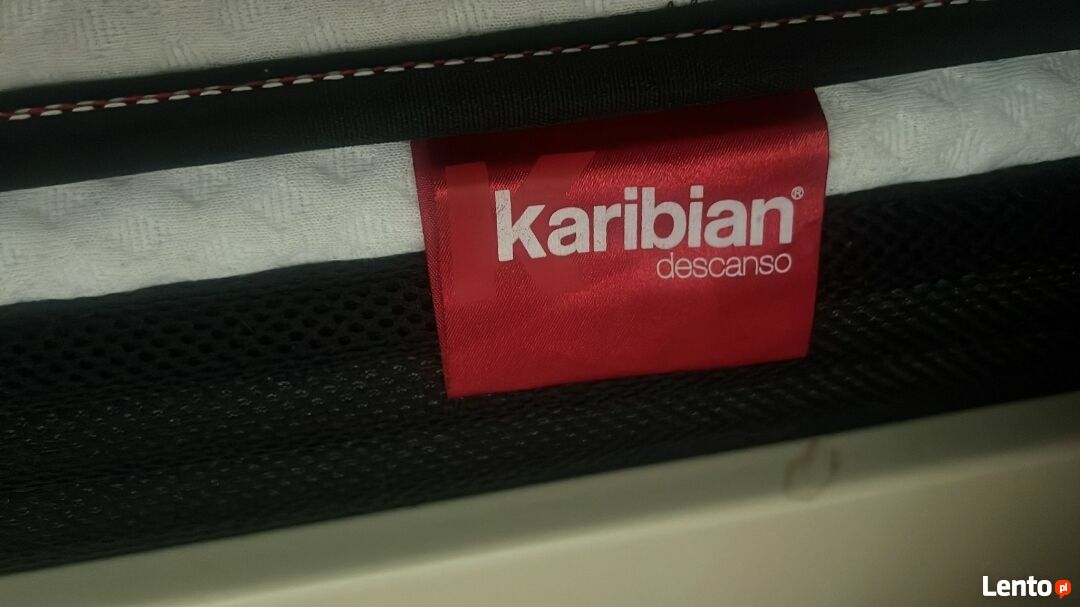 K
karibian®
descanso
Lento pl